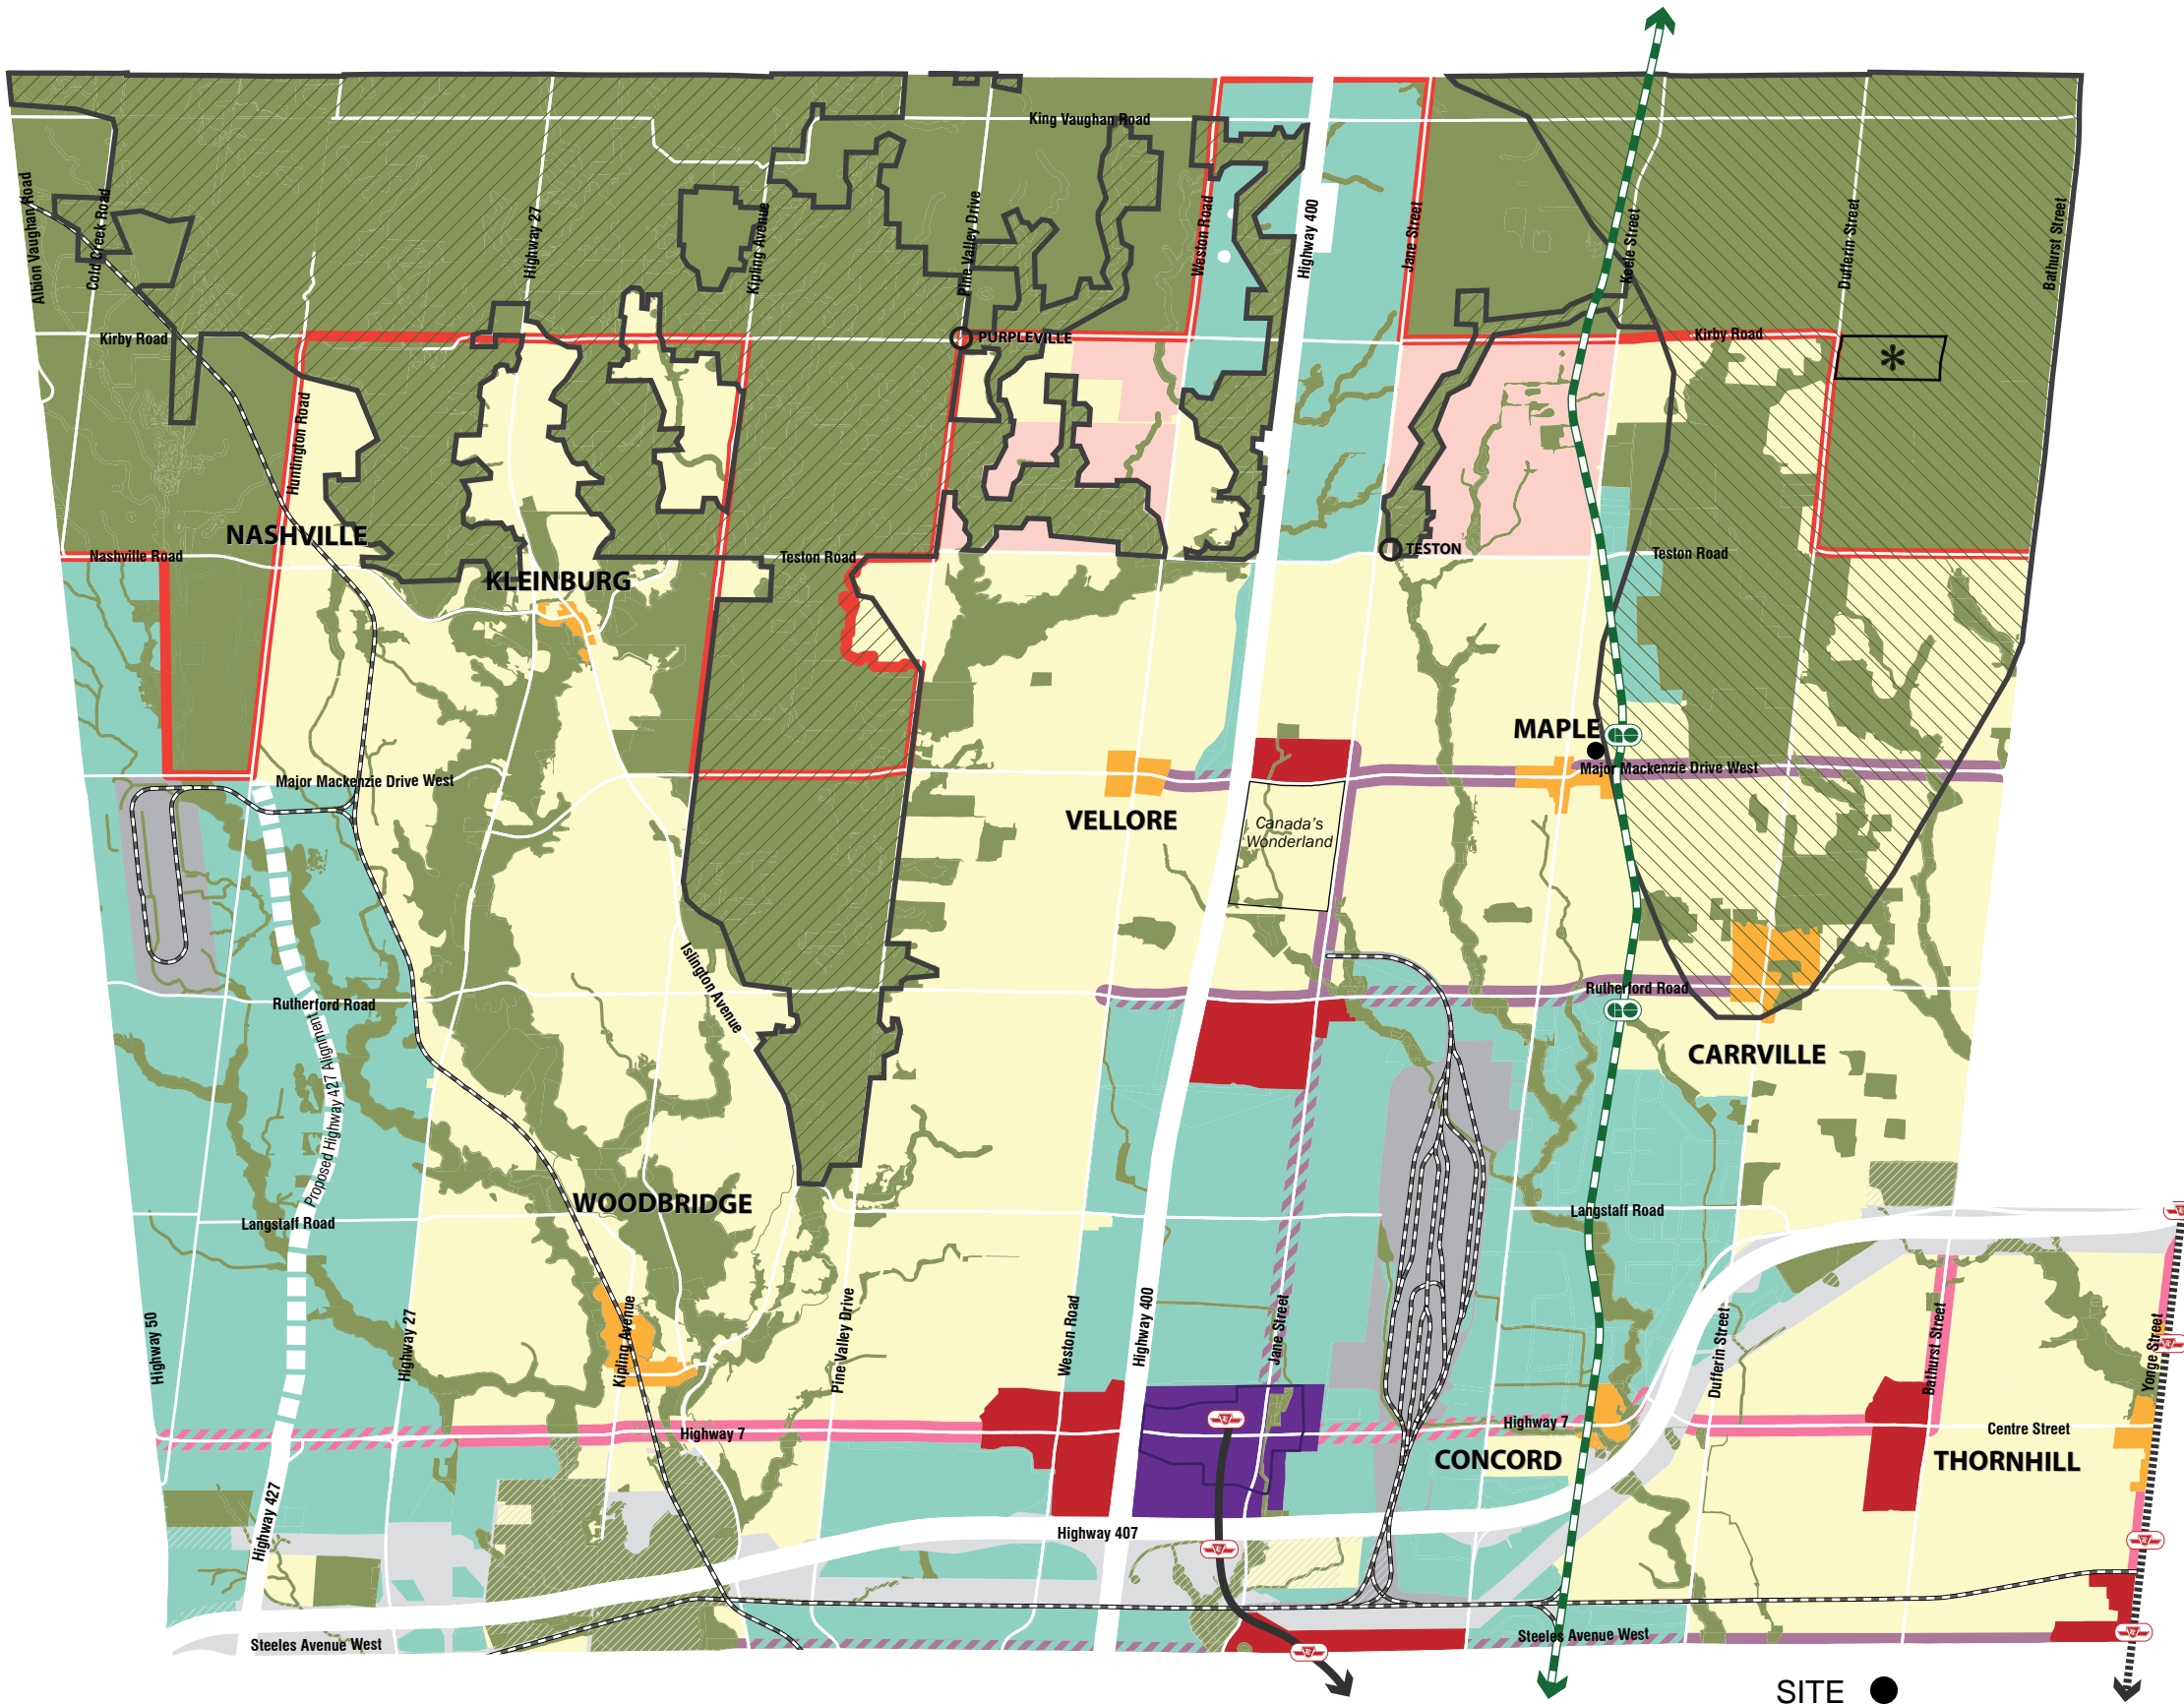 King Vaughan Road
Albion Vaughan Road
Cold Creek Road
Highway 27
Kipling Avenue
Pine Valley Drive
Weston Road
Highway 400
Jane Street
Keele Street
Dufferin Street
Bathurst Street
Kirby Road
PURPLEVILLE
Kirby Road
*
Huntington Road
NASHVILLE
Nashville Road
KLEINBURG
Teston Road
TESTON
Teston Road
MAPLE
Major Mackenzie Drive West
Major Mackenzie Drive West
VELLORE
Canada's
Wonderland
Islington Avenue
Rutherford Road
Rutherford Road
Proposed Highway 427 Alignment
CARRVILLE
WOODBRIDGE
Langstaff Road
Langstaff Road
Highway 50
Highway 27
Kipling Avenue
Pine Valley Drive
Weston Road
Highway 400
Jane Street
Dufferin Street
Bathurst Street
Yonge Street
Highway 7
Highway 7
Centre Street
CONCORD
THORNHILL
Highway 427
Highway 407
Steeles Avenue West
Steeles Avenue West
SITE